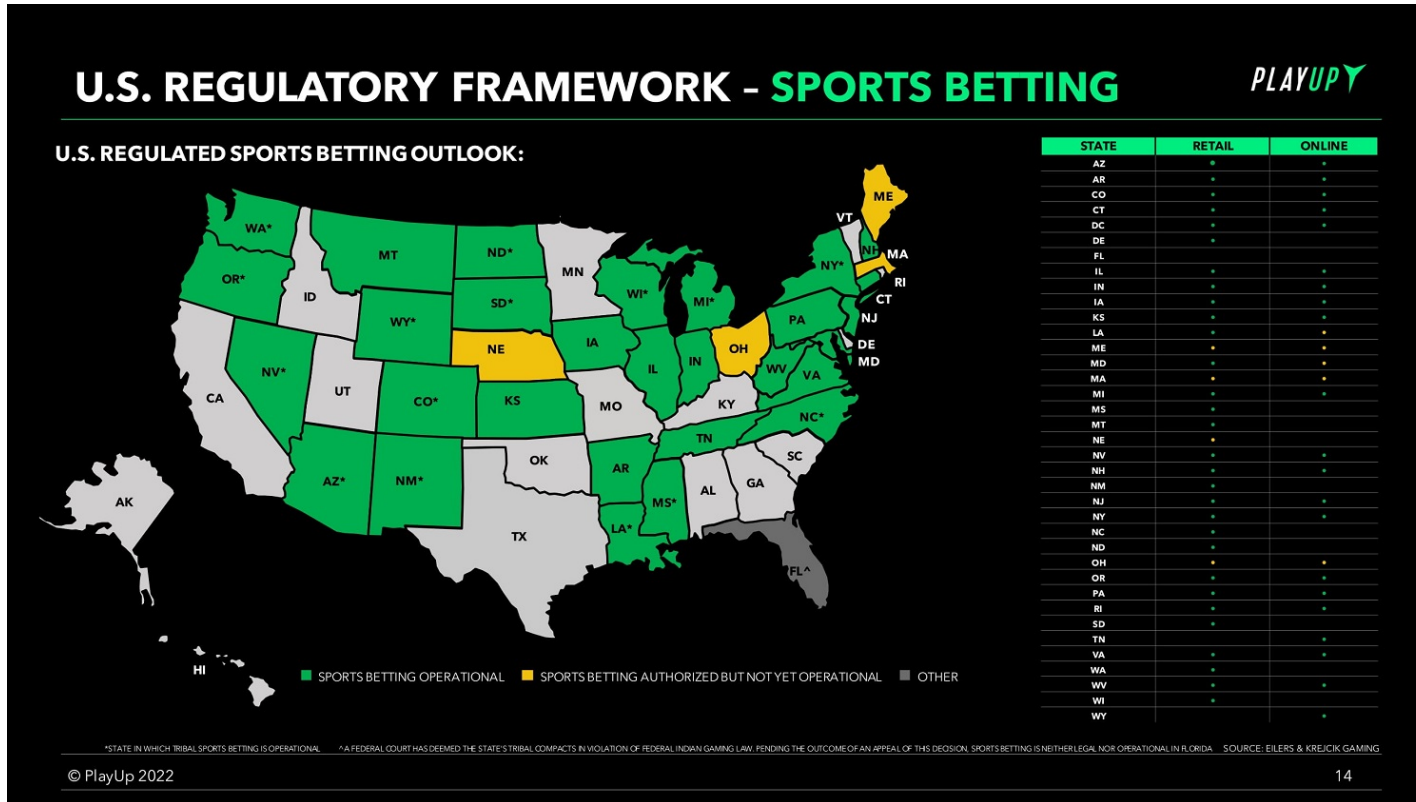 U.S. REGULATORY FRAMEWORK – SPORTS BETTING
PLAYUP
U.S. REGULATED SPORTS BETTING OUTLOOK:
WA*
OR*
CA
NV*
ID
MT
WY*
UT
AZ*
CO*
NM*
ND*
SD*
NE
KS
OK
TX
MN
IA
MO
AR
LA*
WI*
IL
MI*
IN
OH
KY
TN
MS*
AL
GA
FL^
SC
NC*
VA
WV
PA
NY*
VT
NH
ME
MA
RI
CT
NJ
DE
MD
AK
HI
SPORTS BETTING OPERATIONAL
SPORTS BETTING AUTHORIZED BUT NOT YET OPERATIONAL
OTHER
STATE RETAIL ONLINE
AZ • •
AR • •
CO • •
CT • •
DC • •
DE •
FL
IL • •
IN • •
IA • •
KS • •
LA • •
ME • •
MD • •
MA • •
MI • •
MS •
MT •
NE •
NV • •
NH • •
NM •
NJ • •
NY • •
NC •
ND •
OH • •
OR • •
PA • •
RI • •
SD •
TN •
VA • •
WA •
WV • •
WI •
WY •
*STATE IN WHICH TRIBAL SPORTS BETTING IS OPERATIONAL ^A FEDERAL COURT HAS DEEMED THE STATE'S TRIBAL COMPACTS IN VIOLATION OF FEDERAL INDIAN GAMING LAW. PENDING THE OUTCOME OF AN APPEAL OF THIS DECISION, SPORTS BETTING IS NEITHER LEGAL NOR OPERATIONAL IN FLORIDA SOURCE: EILERS & KREJCIK GAMING
© PlayUp 2022
14